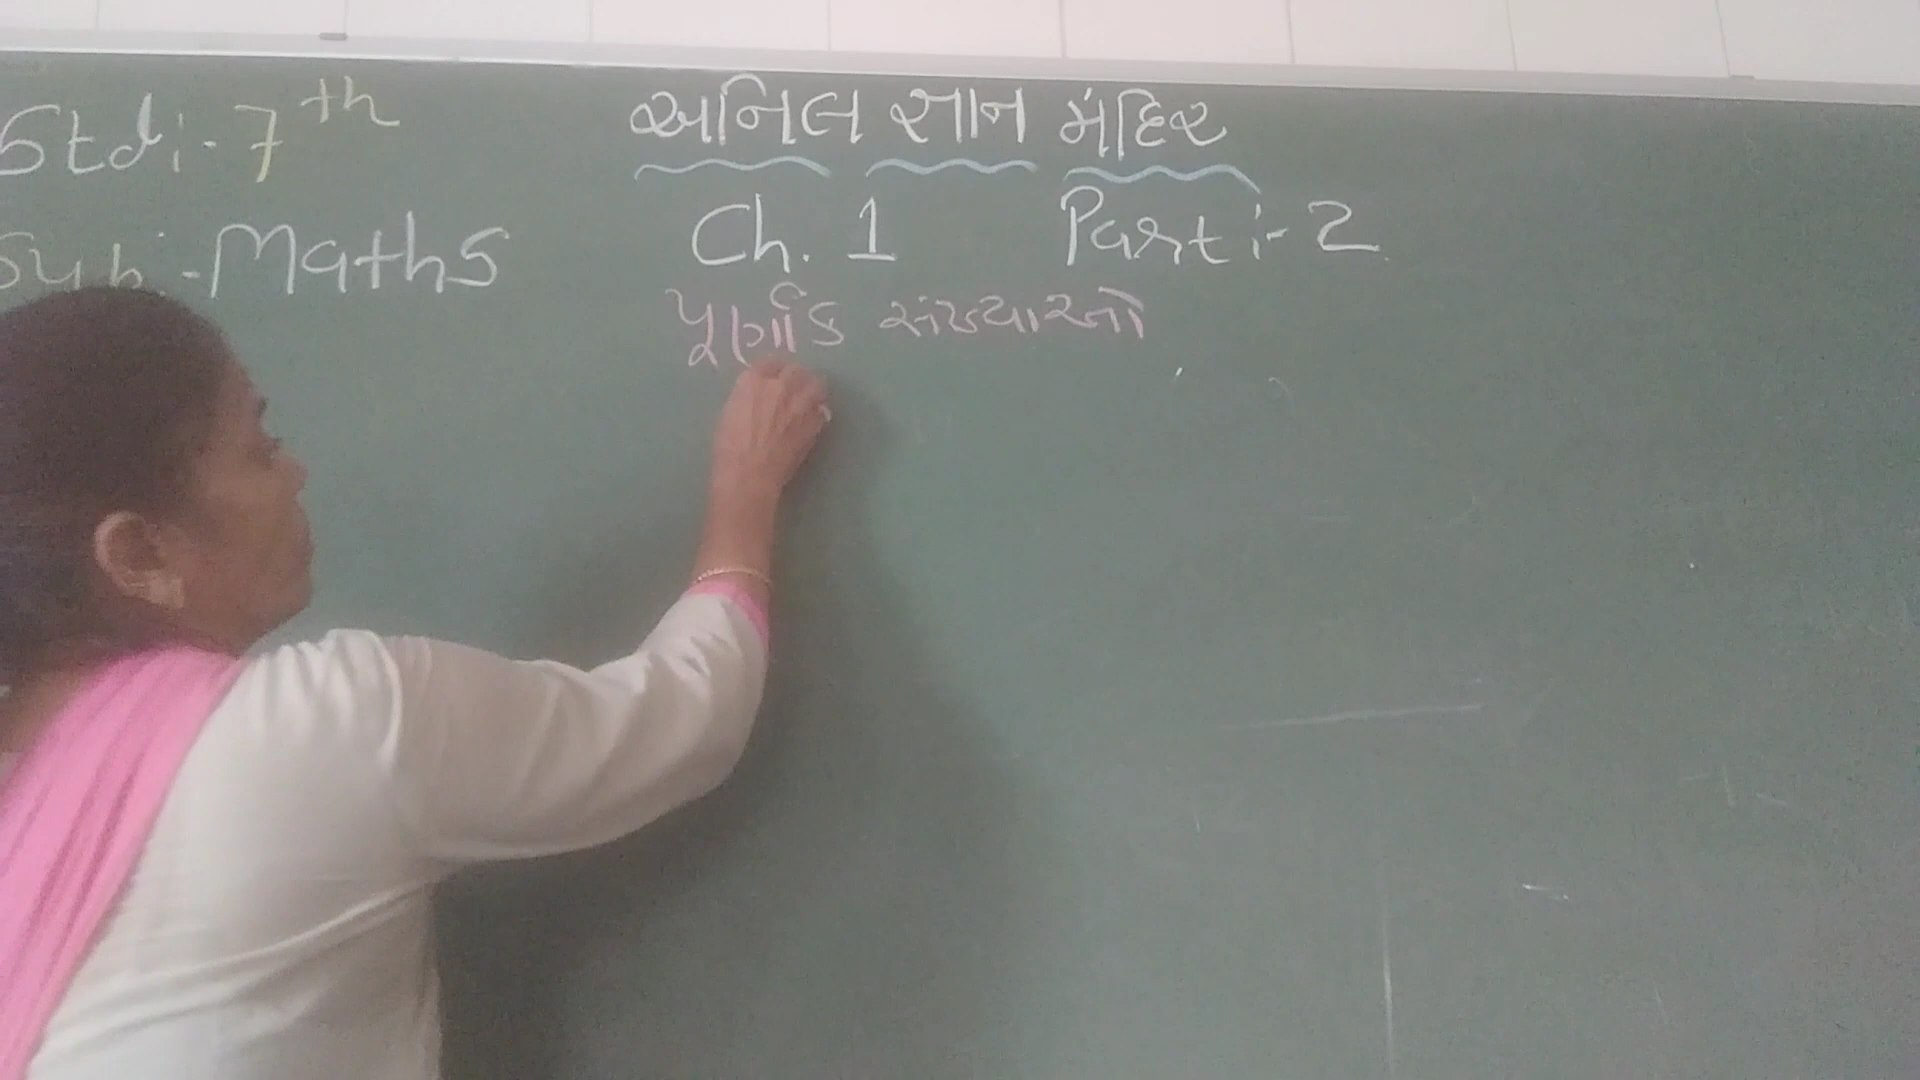 Std :- 7th
અનિલ જ્ઞાન મંદિર
Sub :- Maths
Ch. 1 Part :- 2
પૂર્ણાંક સંખ્યાઓ